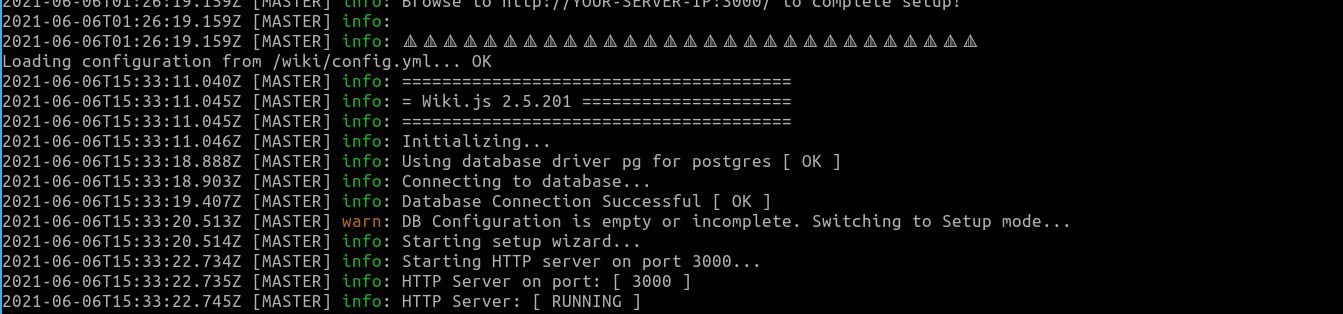 2021-06-06T01:26:19.159Z [MASTER] info: Browse to http://YOUR-SERVER-IP:3000/ to complete setup!
2021-06-06T01:26:19.159Z [MASTER] info:
2021-06-06T01:26:19.159Z [MASTER] info: 🔺🔺🔺🔺🔺🔺🔺🔺🔺🔺🔺🔺🔺🔺🔺🔺🔺🔺🔺🔺🔺🔺🔺🔺🔺🔺🔺🔺🔺
Loading configuration from /wiki/config.yml... OK
2021-06-06T15:33:11.040Z [MASTER] info: =======================================
2021-06-06T15:33:11.045Z [MASTER] info: = Wiki.js 2.5.201 =====================
2021-06-06T15:33:11.045Z [MASTER] info: =======================================
2021-06-06T15:33:11.046Z [MASTER] info: Initializing...
2021-06-06T15:33:18.888Z [MASTER] info: Using database driver pg for postgres [ OK ]
2021-06-06T15:33:18.903Z [MASTER] info: Connecting to database...
2021-06-06T15:33:19.407Z [MASTER] info: Database Connection Successful [ OK ]
2021-06-06T15:33:20.513Z [MASTER] warn: DB Configuration is empty or incomplete. Switching to Setup mode...
2021-06-06T15:33:20.514Z [MASTER] info: Starting setup wizard...
2021-06-06T15:33:22.734Z [MASTER] info: Starting HTTP server on port 3000...
2021-06-06T15:33:22.735Z [MASTER] info: HTTP Server on port: [ 3000 ]
2021-06-06T15:33:22.745Z [MASTER] info: HTTP Server: [ RUNNING ]